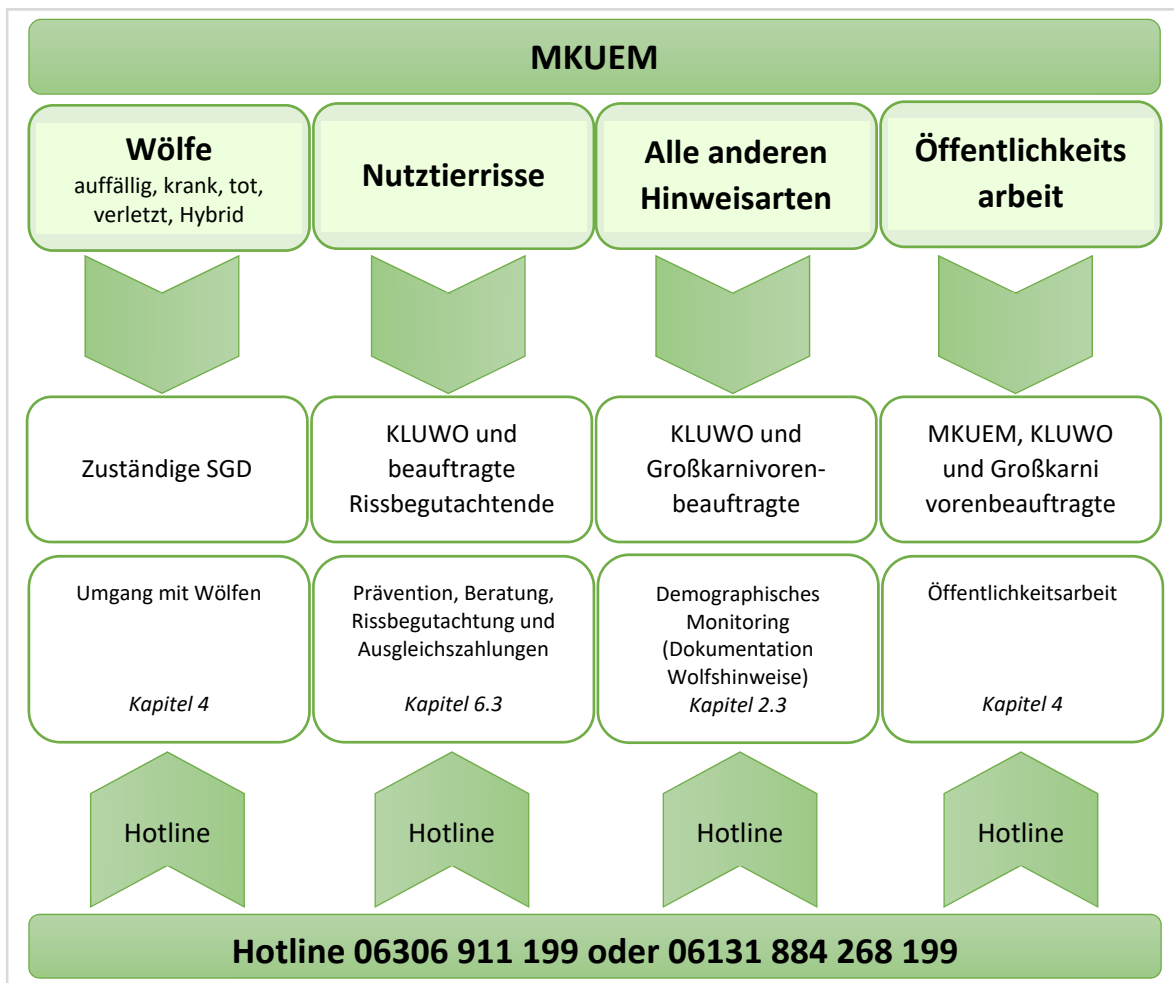 MKUEM
Wölfe
auffällig, krank, tot,
verletzt, Hybrid
Nutztierrisse
Alle anderen
Hinweisarten
Öffentlichkeits
arbeit
Zuständige SGD
KLUWO und
beauftragte
Rissbegutachtende
KLUWO und
Großkarnivoren-
beauftragte
MKUEM, KLUWO
und Großkarni
vorenbeauftragte
Umgang mit Wölfen
Kapitel 4
Prävention, Beratung,
Rissbegutachtung und
Ausgleichszahlungen
Kapitel 6.3
Demographisches
Monitoring
(Dokumentation
Wolfshinweise)
Kapitel 2.3
Öffentlichkeitsarbeit
Kapitel 4
Hotline
Hotline
Hotline
Hotline
Hotline 06306 911 199 oder 06131 884 268 199